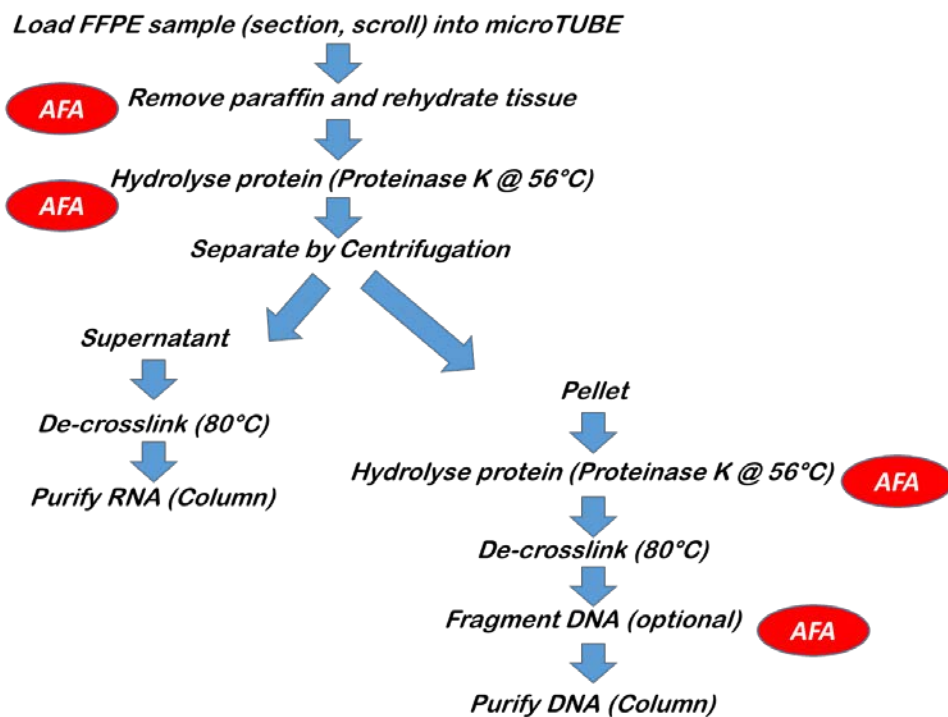 Load FFPE sample (section, scroll) into microTUBE
AFA
Remove paraffin and rehydrate tissue
AFA
Hydrolyse protein (Proteinase K @ 56°C)
Separate by Centrifugation
Supernatant
De-crosslink (80°C)
Purify RNA (Column)
Pellet
Hydrolyse protein (Proteinase K @ 56°C)
AFA
De-crosslink (80°C)
Fragment DNA (optional)
AFA
Purify DNA (Column)